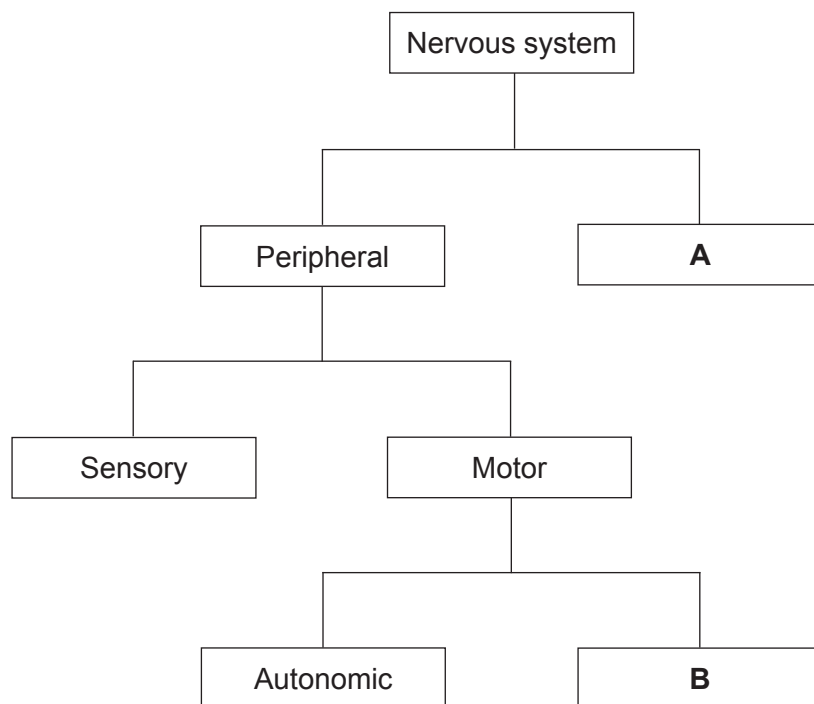 Nervous system
Peripheral
A
Sensory
Motor
Autonomic
B